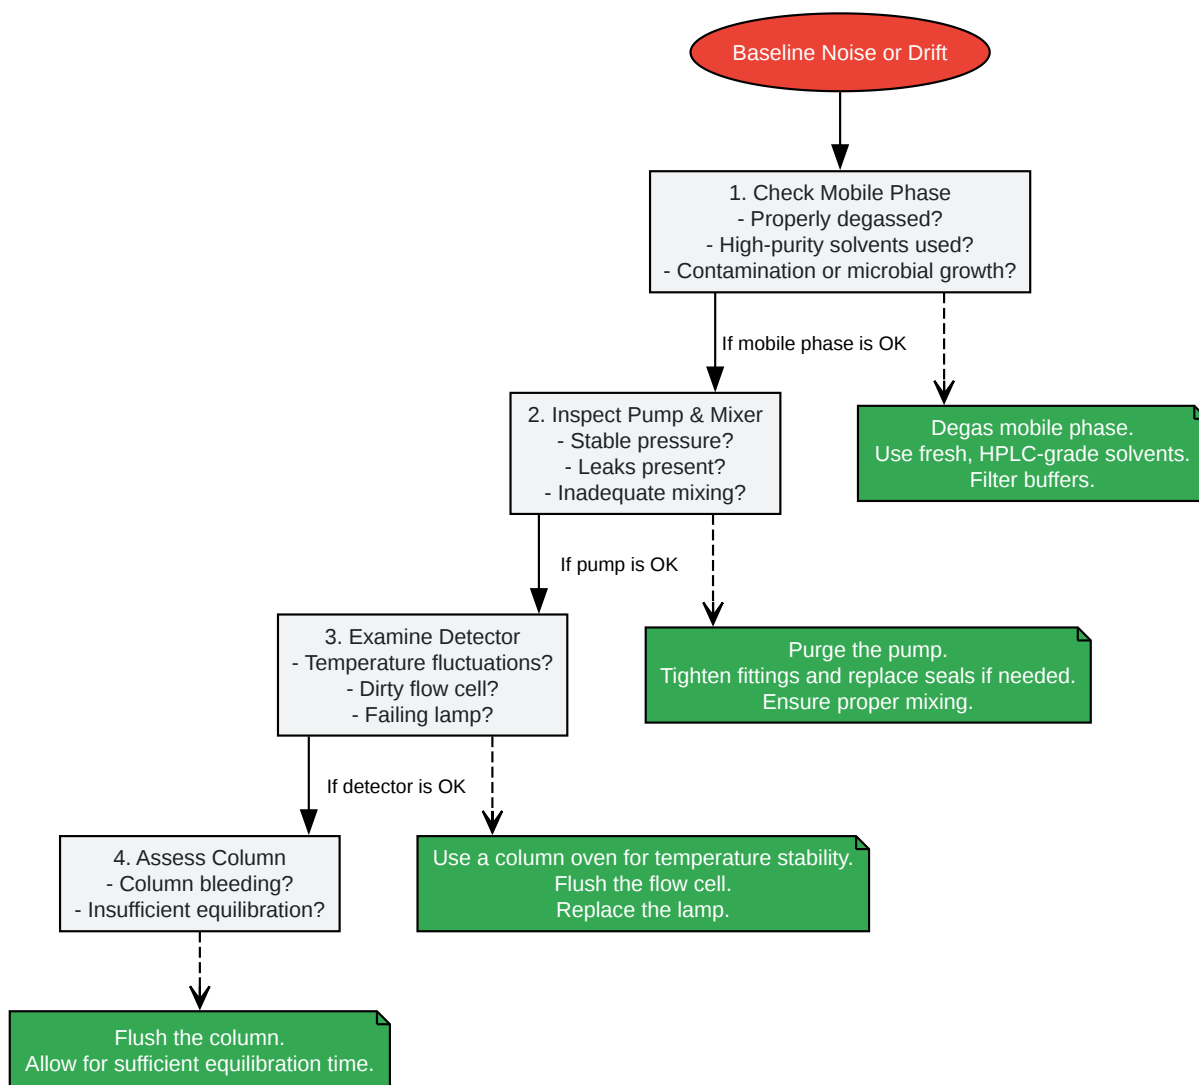 Baseline Noise or Drift
1. Check Mobile Phase
- Properly degassed?
- High-purity solvents used?
- Contamination or microbial growth?
If mobile phase is OK
2. Inspect Pump & Mixer
- Stable pressure?
- Leaks present?
- Inadequate mixing?
Degas mobile phase.
Use fresh, HPLC-grade solvents.
Filter buffers.
If pump is OK
3. Examine Detector
- Temperature fluctuations?
- Dirty flow cell?
- Failing lamp?
Purge the pump.
Tighten fittings and replace seals if needed.
Ensure proper mixing.
If detector is OK
4. Assess Column
- Column bleeding?
- Insufficient equilibration?
Use a column oven for temperature stability.
Flush the flow cell.
Replace the lamp.
Flush the column.
Allow for sufficient equilibration time.